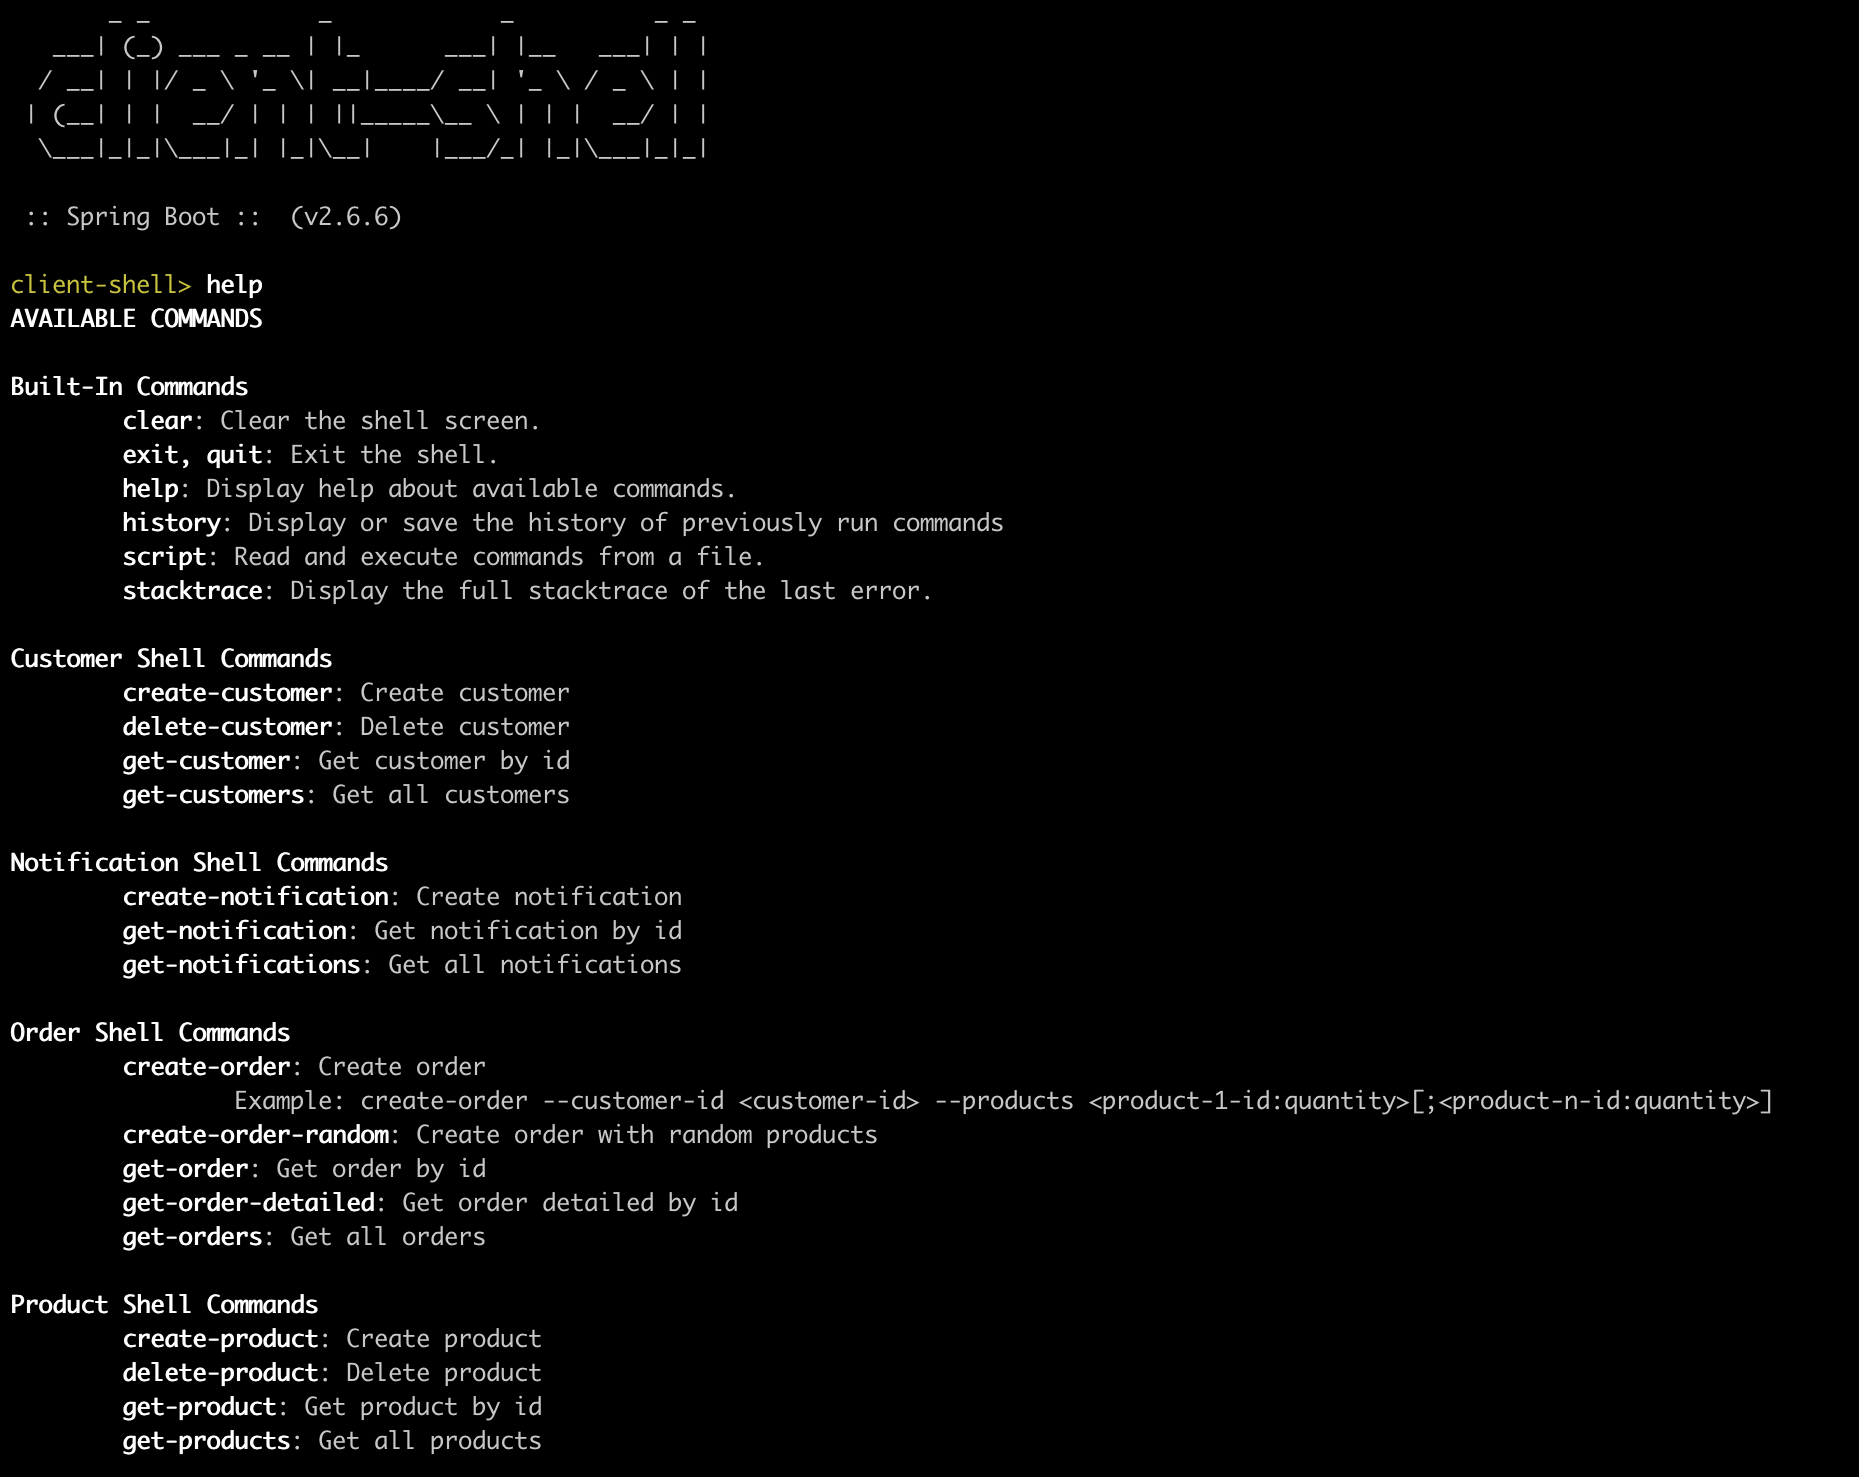 _ _            _            _          _ _
   ___| (_) ___ _ __ | |_      ___| |__   ___| | |
  / __| | |/ _ \ '_ \| __|____/ __| '_ \ / _ \ | |
 | (__| | |  __/ | | | ||_____\__ \ | | |  __/ | |
  \___|_|_|\___|_| |_|\__|    |___/_| |_|\___|_|_|
 :: Spring Boot ::  (v2.6.6)
client-shell> help
AVAILABLE COMMANDS
Built-In Commands
        clear: Clear the shell screen.
        exit, quit: Exit the shell.
        help: Display help about available commands.
        history: Display or save the history of previously run commands
        script: Read and execute commands from a file.
        stacktrace: Display the full stacktrace of the last error.
Customer Shell Commands
        create-customer: Create customer
        delete-customer: Delete customer
        get-customer: Get customer by id
        get-customers: Get all customers
Notification Shell Commands
        create-notification: Create notification
        get-notification: Get notification by id
        get-notifications: Get all notifications
Order Shell Commands
        create-order: Create order
                Example: create-order --customer-id <customer-id> --products <product-1-id:quantity>[;<product-n-id:quantity>]
        create-order-random: Create order with random products
        get-order: Get order by id
        get-order-detailed: Get order detailed by id
        get-orders: Get all orders
Product Shell Commands
        create-product: Create product
        delete-product: Delete product
        get-product: Get product by id
        get-products: Get all products